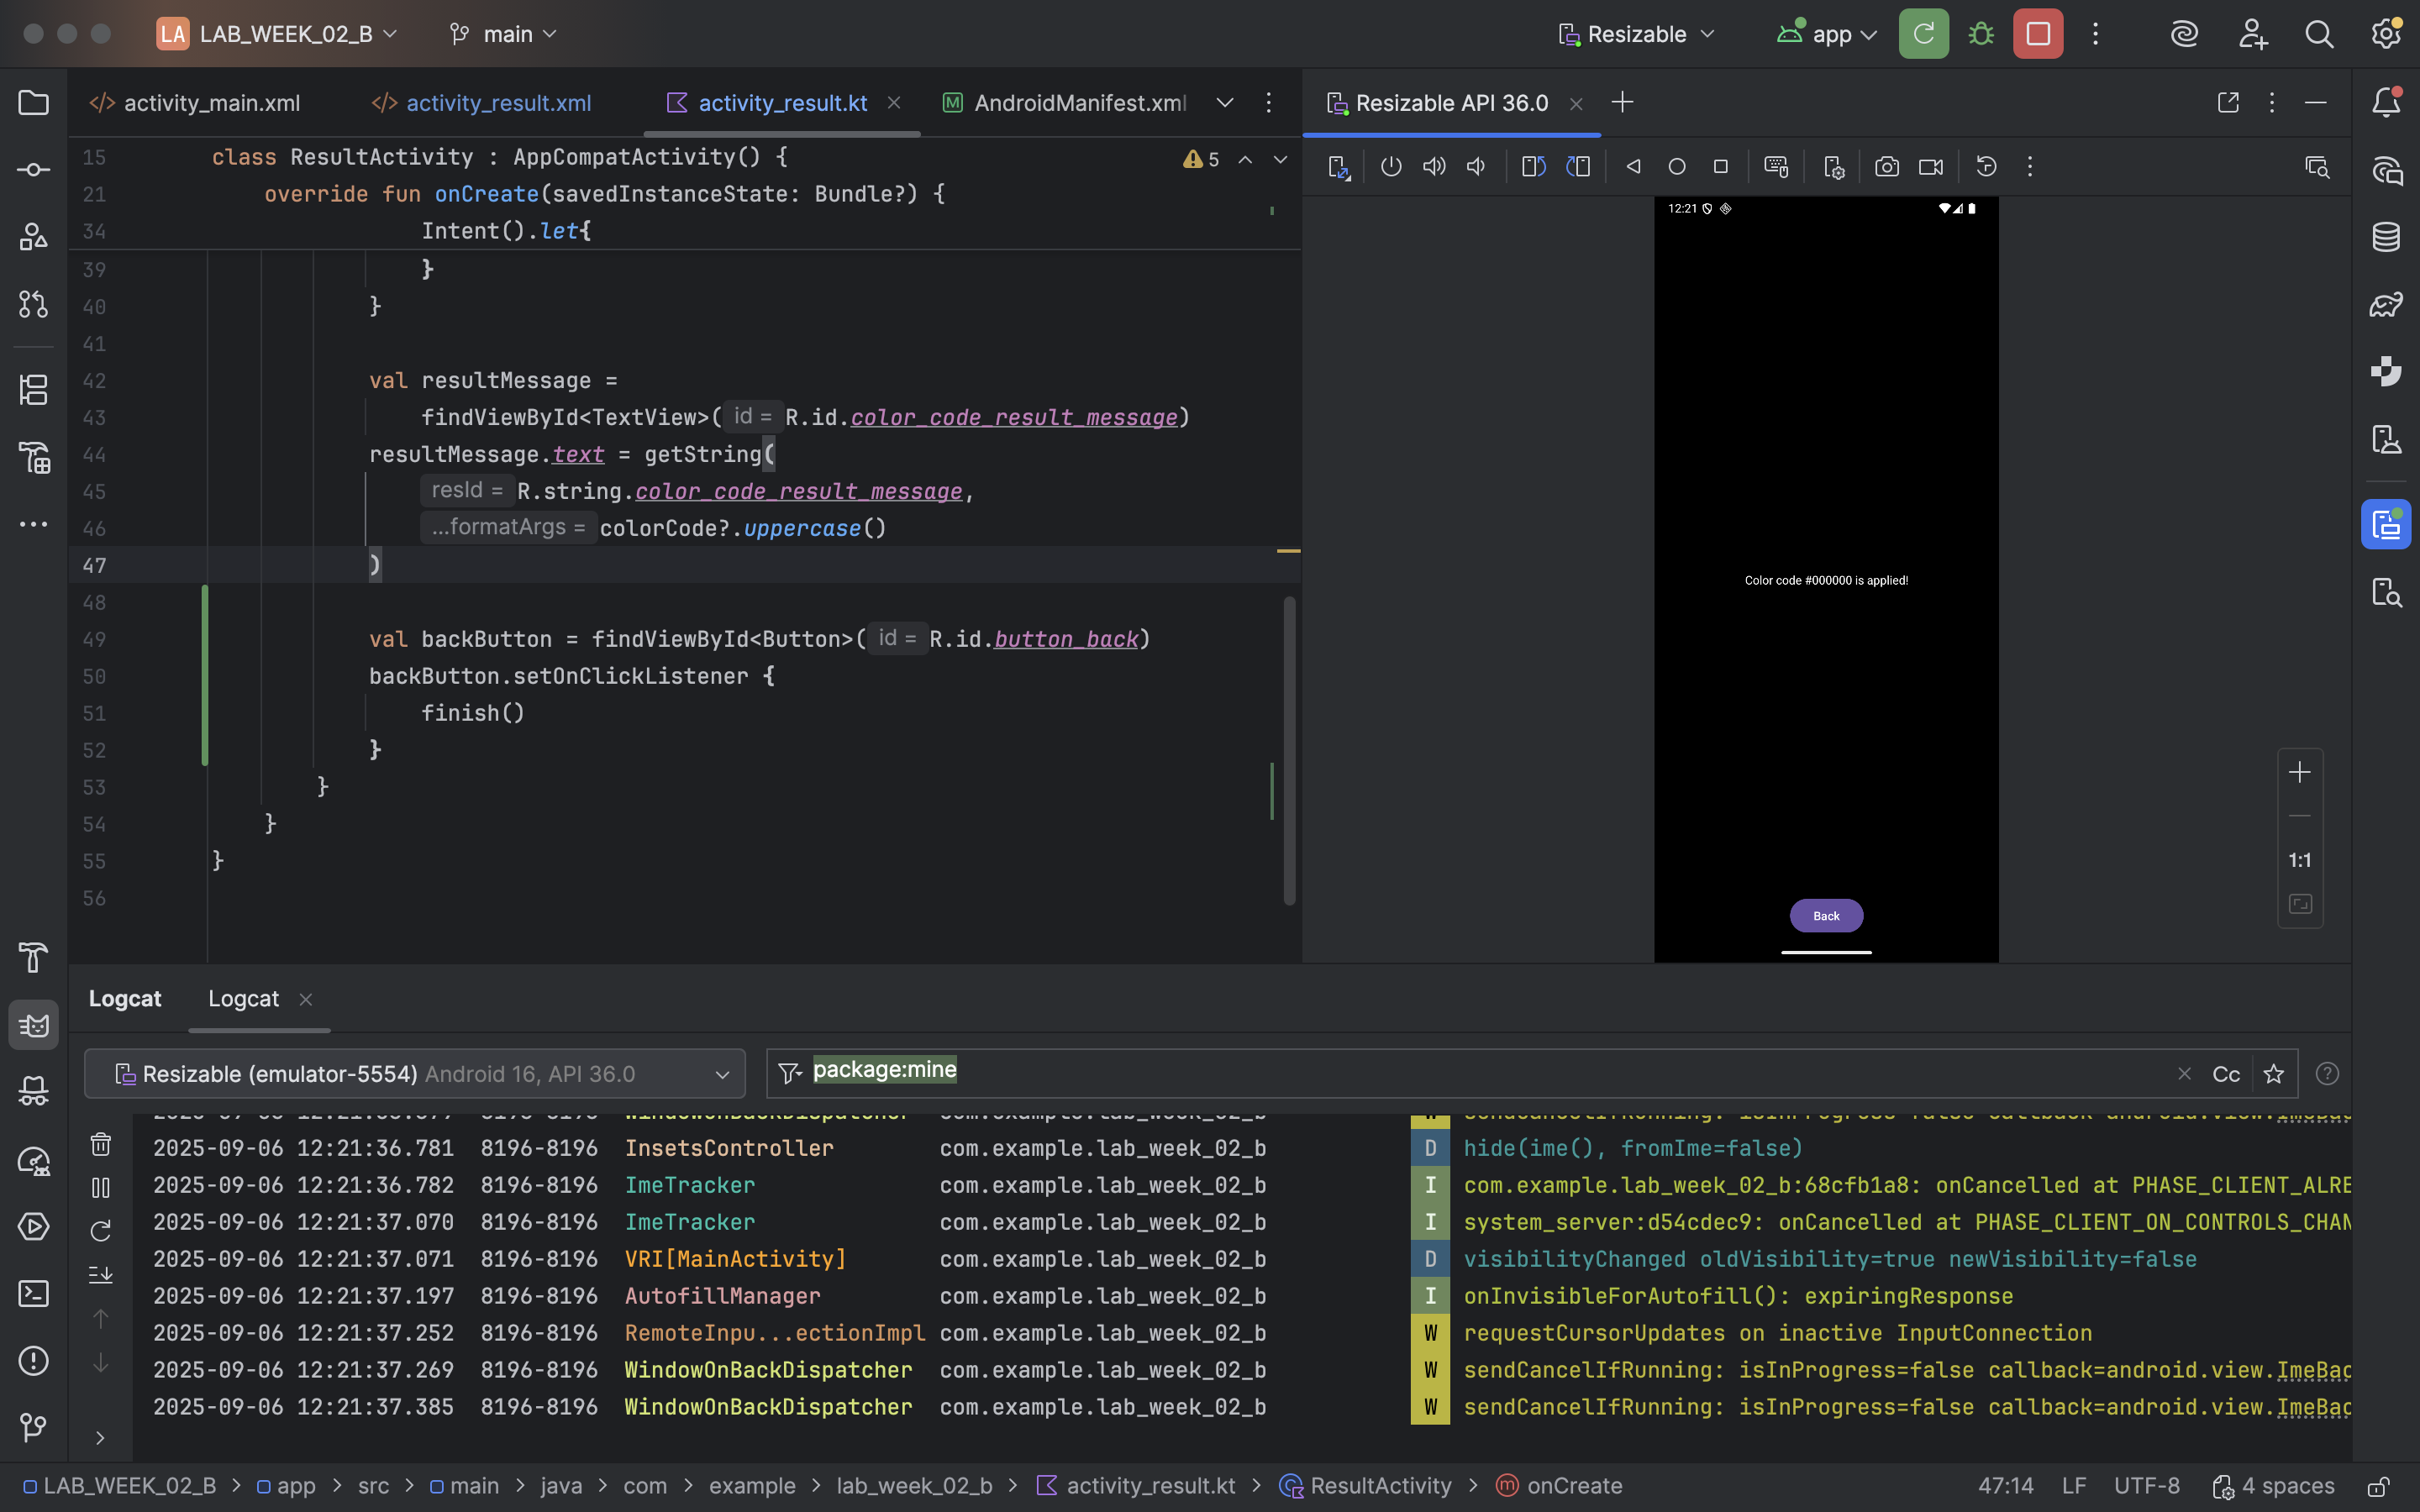 LA LAB_WEEK_02_B main Resizable app
activity_main.xml activity_result.xml activity_result.kt AndroidManifest.xml Resizable API 36.0
15 class ResultActivity : AppCompatActivity() { 5
21 override fun onCreate(savedInstanceState: Bundle?) {
34 Intent().let{
39 }
40 }
41
42 val resultMessage =
43 findViewById<TextView>( id = R.id.color_code_result_message)
44 resultMessage.text = getString(
45 resId = R.string.color_code_result_message,
46 ...formatArgs = colorCode?.uppercase()
47 )
48
49 val backButton = findViewById<Button>( id = R.id.button_back)
50 backButton.setOnClickListener {
51 finish()
52 }
53 }
54 }
55 }
56
12:21
Color code #000000 is applied!
Back
1:1
Logcat Logcat
Resizable (emulator-5554) Android 16, API 36.0 package:mine Cc
2025-09-06 12:21:36.781 8196-8196 InsetsController com.example.lab_week_02_b D hide(ime(), fromIme=false)
2025-09-06 12:21:36.782 8196-8196 ImeTracker com.example.lab_week_02_b I com.example.lab_week_02_b:68cfb1a8: onCancelled at PHASE_CLIENT_ALRE
2025-09-06 12:21:37.070 8196-8196 ImeTracker com.example.lab_week_02_b I system_server:d54cdec9: onCancelled at PHASE_CLIENT_ON_CONTROLS_CHAN
2025-09-06 12:21:37.071 8196-8196 VRI[MainActivity] com.example.lab_week_02_b D visibilityChanged oldVisibility=true newVisibility=false
2025-09-06 12:21:37.197 8196-8196 AutofillManager com.example.lab_week_02_b I onInvisibleForAutofill(): expiringResponse
2025-09-06 12:21:37.252 8196-8196 RemoteInpu...ectionImpl com.example.lab_week_02_b W requestCursorUpdates on inactive InputConnection
2025-09-06 12:21:37.269 8196-8196 WindowOnBackDispatcher com.example.lab_week_02_b W sendCancelIfRunning: isInProgress=false callback=android.view.ImeBac
2025-09-06 12:21:37.385 8196-8196 WindowOnBackDispatcher com.example.lab_week_02_b W sendCancelIfRunning: isInProgress=false callback=android.view.ImeBac
LAB_WEEK_02_B > app > src > main > java > com > example > lab_week_02_b > activity_result.kt > ResultActivity > onCreate 47:14 LF UTF-8 4 spaces